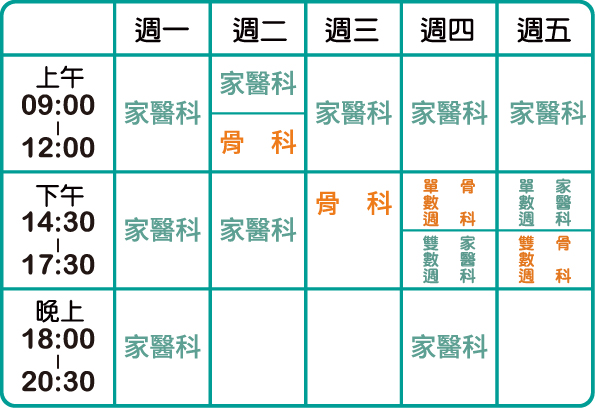 週一 週二 週三 週四 週五
上午
09:00
|
12:00
家醫科
家醫科
骨 科
家醫科
家醫科
家醫科
下午
14:30
|
17:30
家醫科
家醫科
骨 科
單數週 骨 科
雙數週 家醫科
單數週 家醫科
雙數週 骨 科
晚上
18:00
|
20:30
家醫科
家醫科